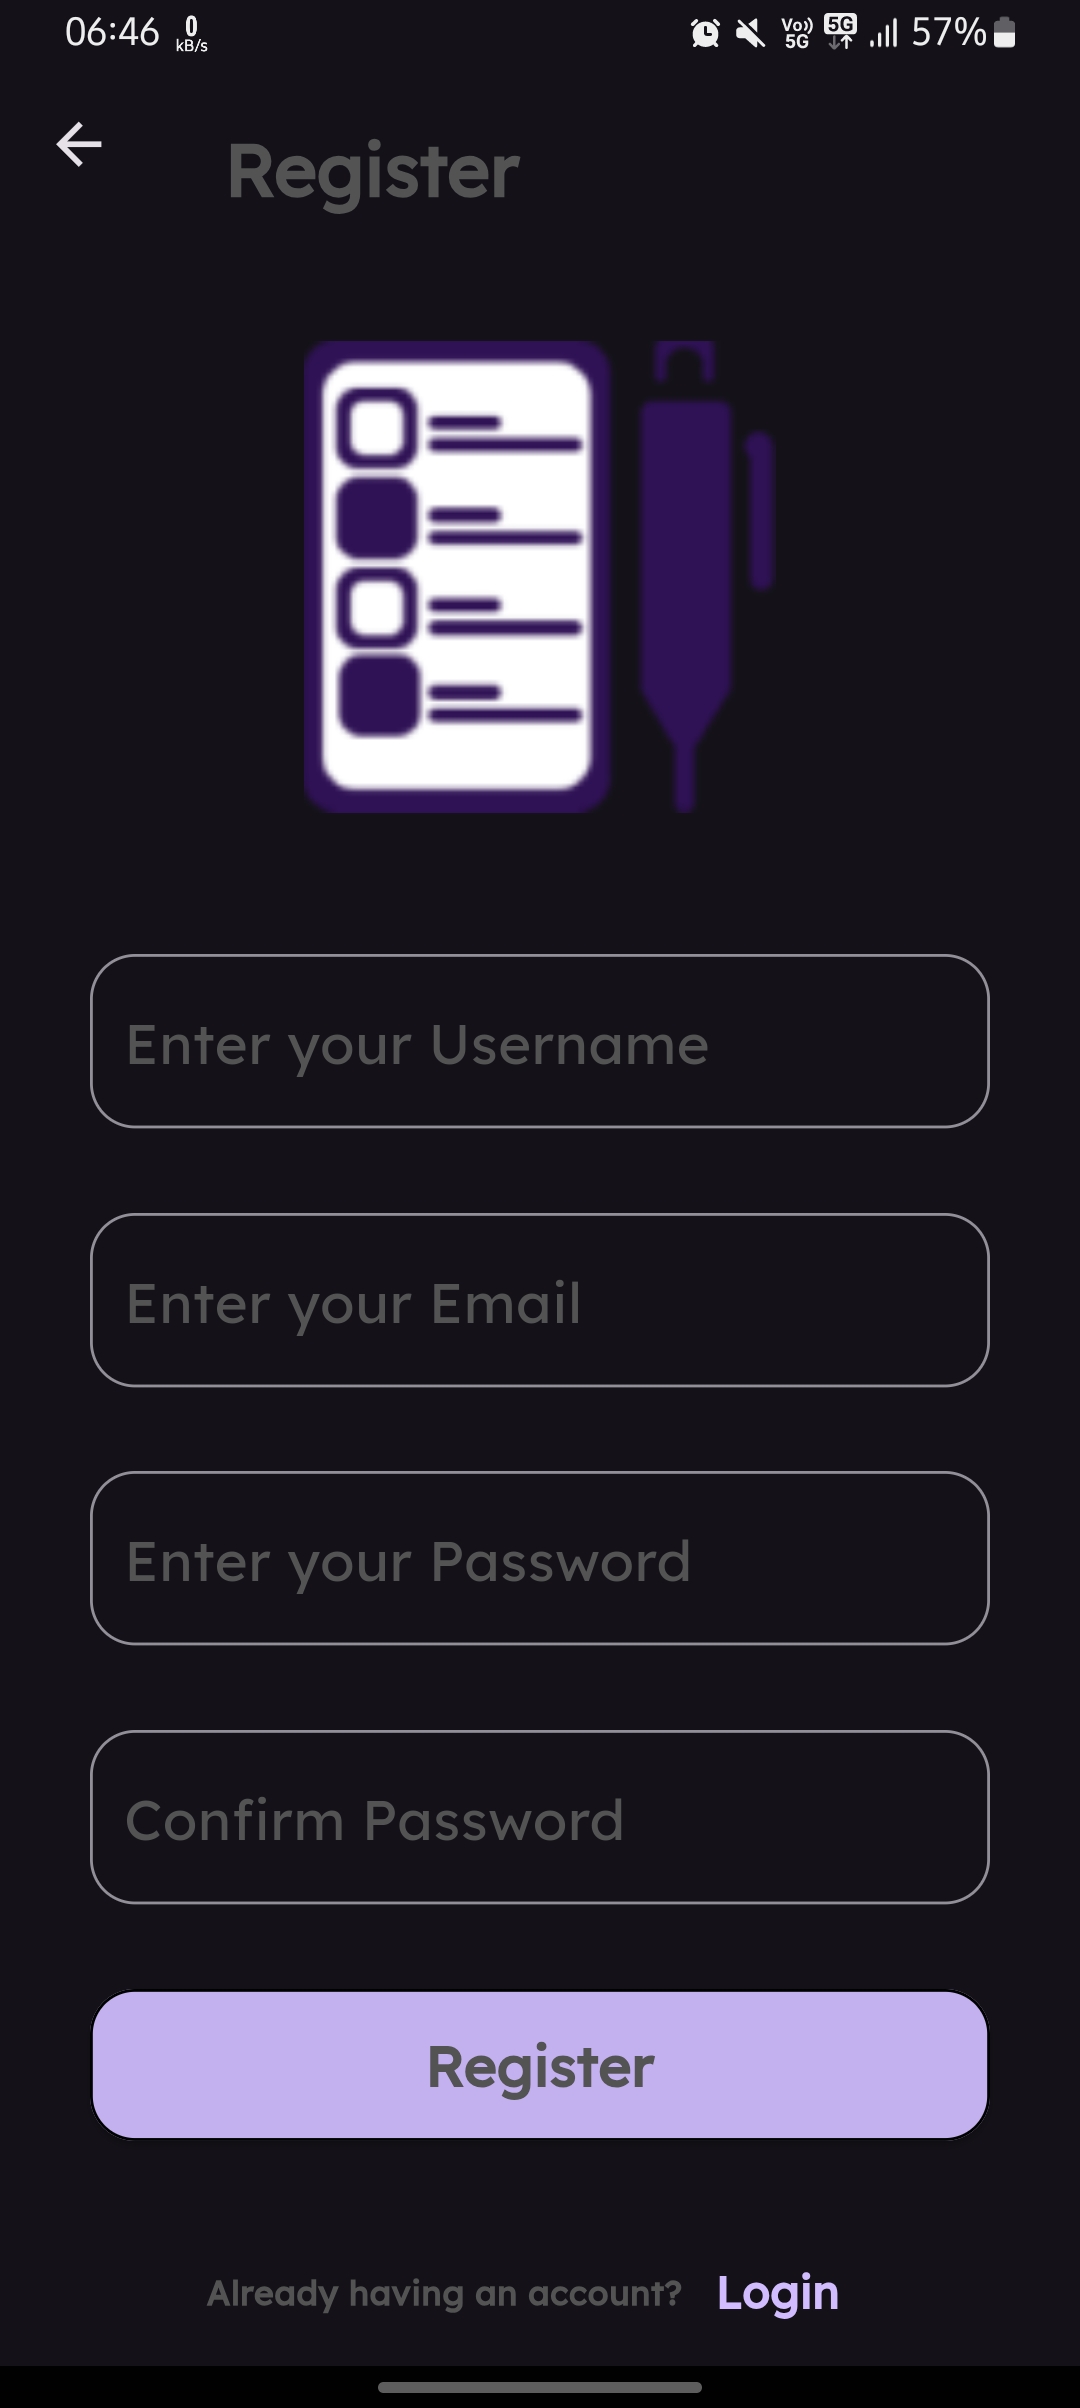 06:46 0 kB/s Vo)) 5G 5G 57%
Register
Enter your Username
Enter your Email
Enter your Password
Confirm Password
Register
Already having an account? Login